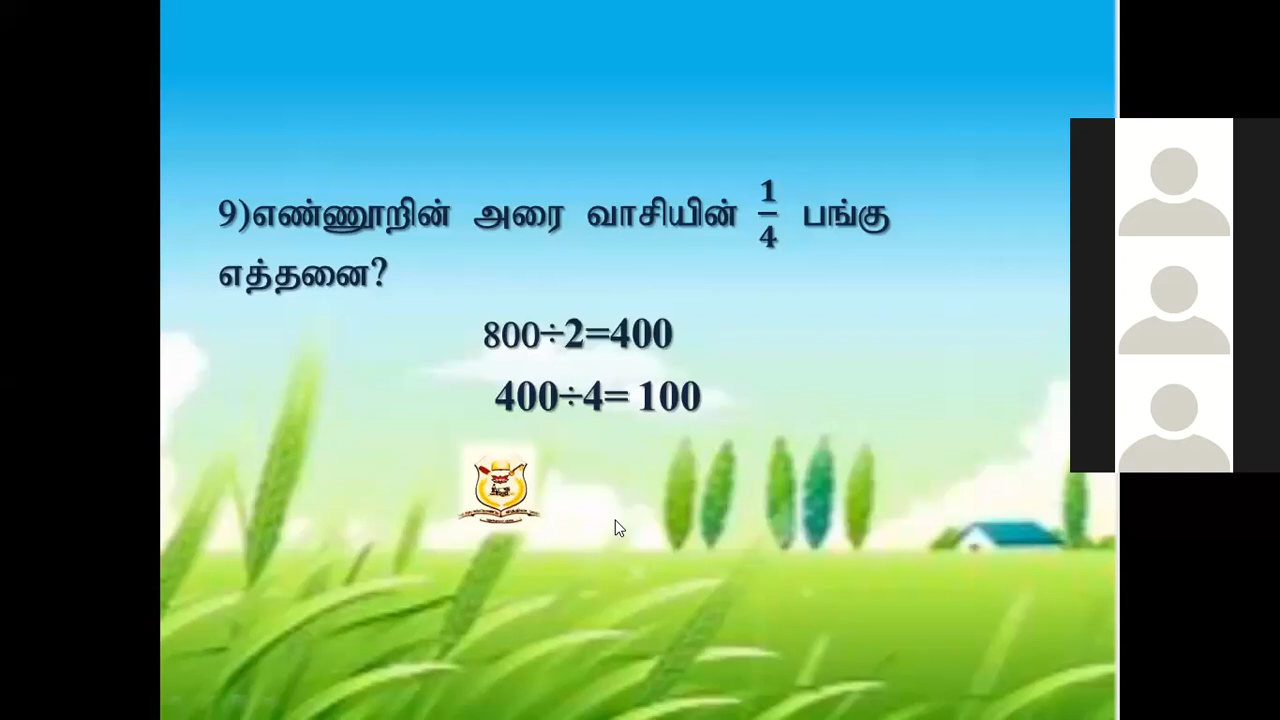 9)எண்ணூறின் அரை வாசியின் 1/4 பங்கு
எத்தனை?
800÷2=400
400÷4= 100